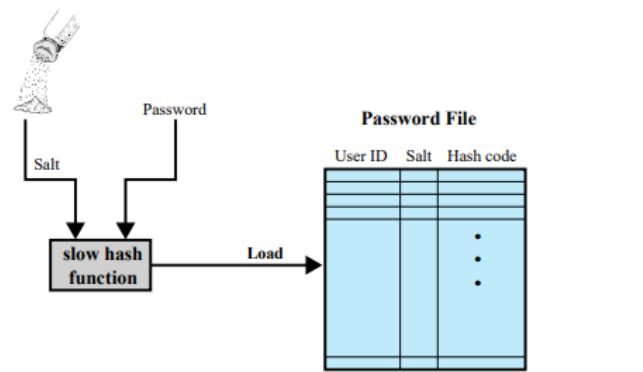 Password
Salt
slow hash
function
Load
Password File
User ID Salt Hash code